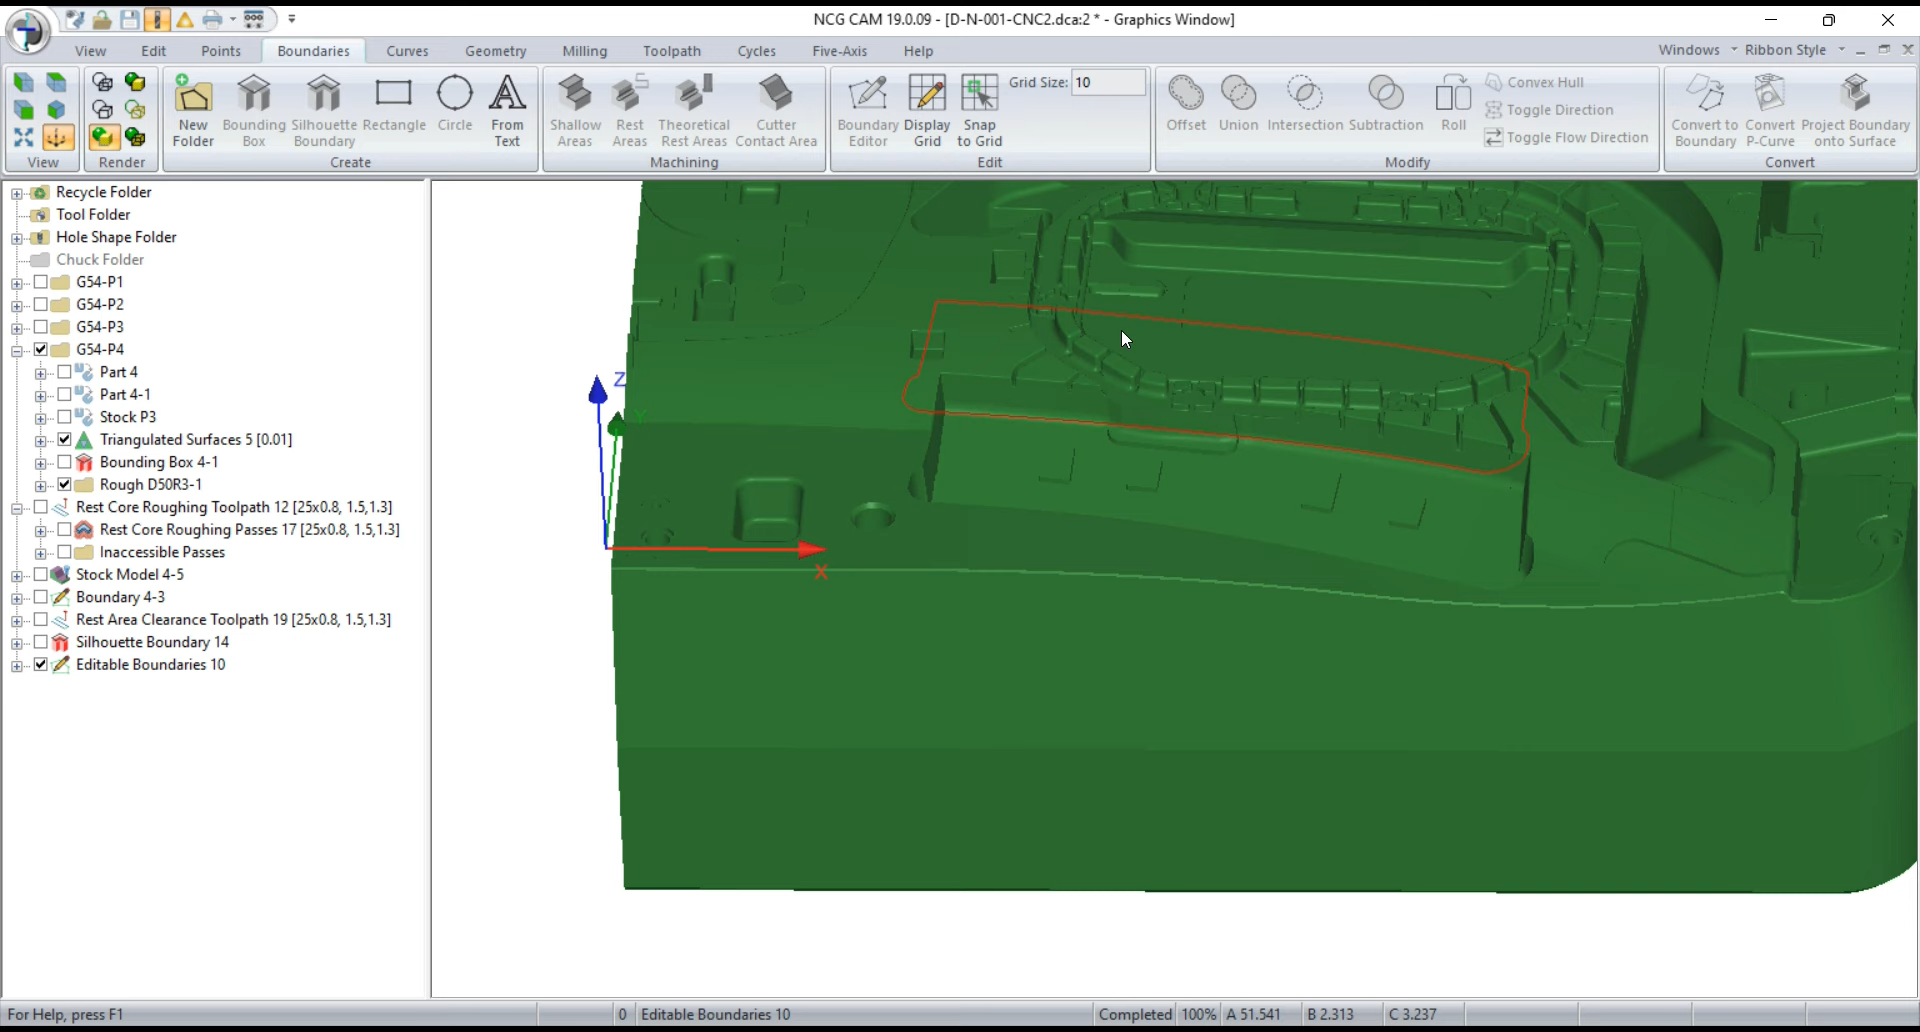 NCG CAM 19.0.09 - [D-N-001-CNC2.dca:2 * - Graphics Window]
View Edit Points Boundaries Curves Geometry Milling Toolpath Cycles Five-Axis Help Windows Ribbon Style
View
Render
New Folder
Bounding Box
Silhouette Boundary
Rectangle
Circle
From Text
Create
Shallow Areas
Rest Areas
Theoretical Rest Areas
Cutter Contact Area
Machining
Boundary Editor
Display Grid
Snap to Grid
Grid Size: 10
Edit
Offset
Union
Intersection
Subtraction
Roll
Convex Hull
Toggle Direction
Toggle Flow Direction
Modify
Convert to Boundary
Convert P-Curve
Project Boundary onto Surface
Convert
Recycle Folder
Tool Folder
Hole Shape Folder
Chuck Folder
G54-P1
G54-P2
G54-P3
G54-P4
Part 4
Part 4-1
Stock P3
Triangulated Surfaces 5 [0.01]
Bounding Box 4-1
Rough D50R3-1
Rest Core Roughing Toolpath 12 [25x0.8, 1.5,1.3]
Rest Core Roughing Passes 17 [25x0.8, 1.5,1.3]
Inaccessible Passes
Stock Model 4-5
Boundary 4-3
Rest Area Clearance Toolpath 19 [25x0.8, 1.5,1.3]
Silhouette Boundary 14
Editable Boundaries 10
Z
Y
X
For Help, press F1 0 Editable Boundaries 10 Completed 100% A 51.541 B 2.313 C 3.237